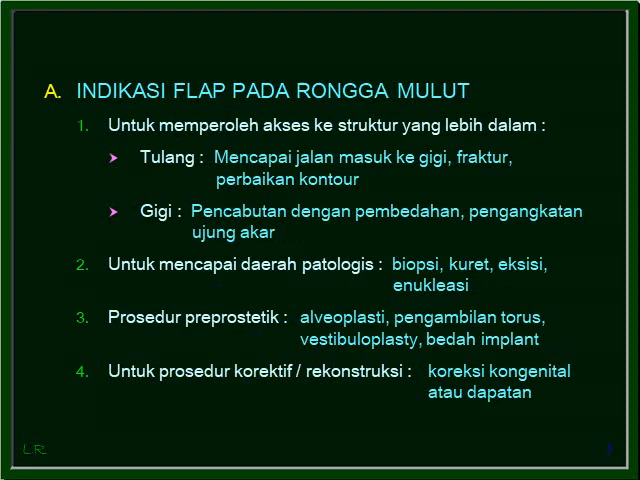 A. INDIKASI FLAP PADA RONGGA MULUT
1. Untuk memperoleh akses ke struktur yang lebih dalam :
Tulang : Mencapai jalan masuk ke gigi, fraktur,
perbaikan kontour
Gigi : Pencabutan dengan pembedahan, pengangkatan
ujung akar
2. Untuk mencapai daerah patologis : biopsi, kuret, eksisi,
enukleasi
3. Prosedur preprostetik : alveoplasti, pengambilan torus,
vestibuloplasty, bedah implant
4. Untuk prosedur korektif / rekonstruksi : koreksi kongenital
atau dapatan
L.R.